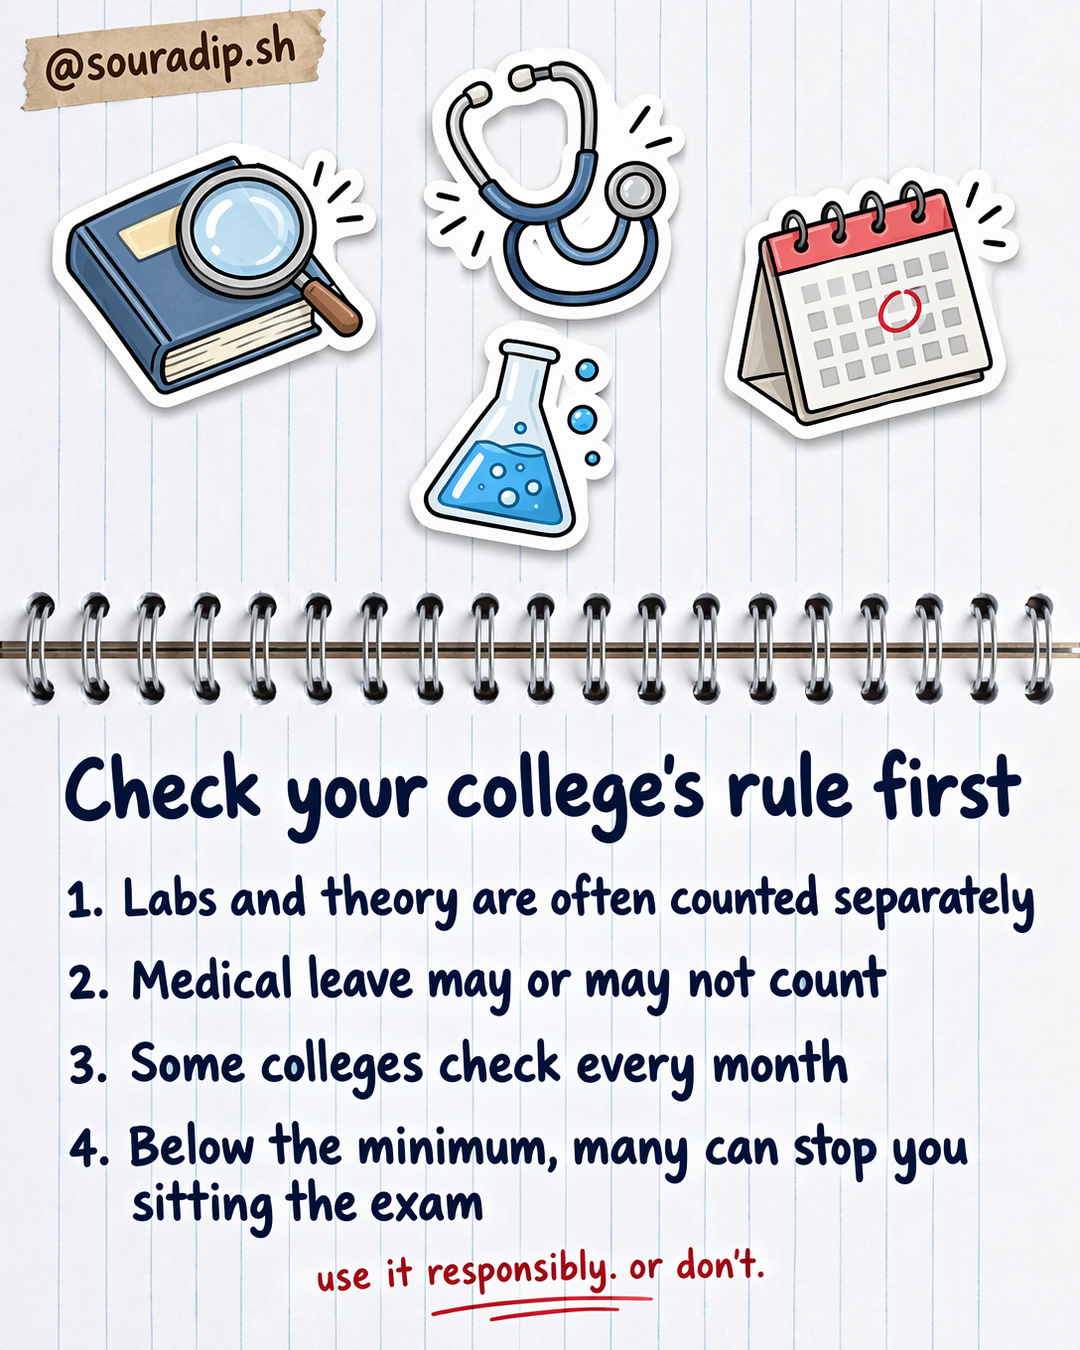 @souradip.sh
Check your college's rule first
1. Labs and theory are often counted separately
2. Medical leave may or may not count
3. Some colleges check every month
4. Below the minimum, many can stop you
sitting the exam
use it responsibly. or don't.